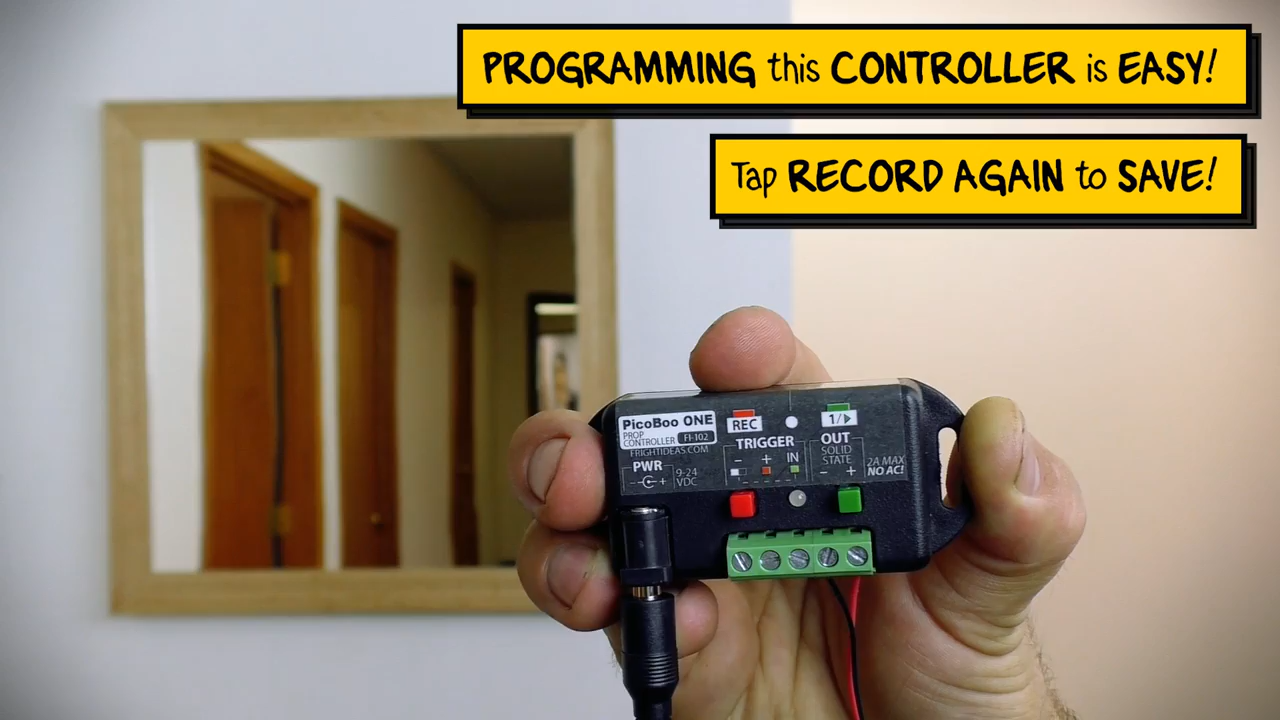 PROGRAMMING this CONTROLLER is EASY!
Tap RECORD AGAIN to SAVE!
PicoBoo ONE
PROP CONTROLLER FI-102
FRIGHTIDEAS.COM
PWR
- +
9-24 VDC
REC
1/▶
TRIGGER
- + IN
OUT
SOLID STATE
- +
2A MAX
NO AC!